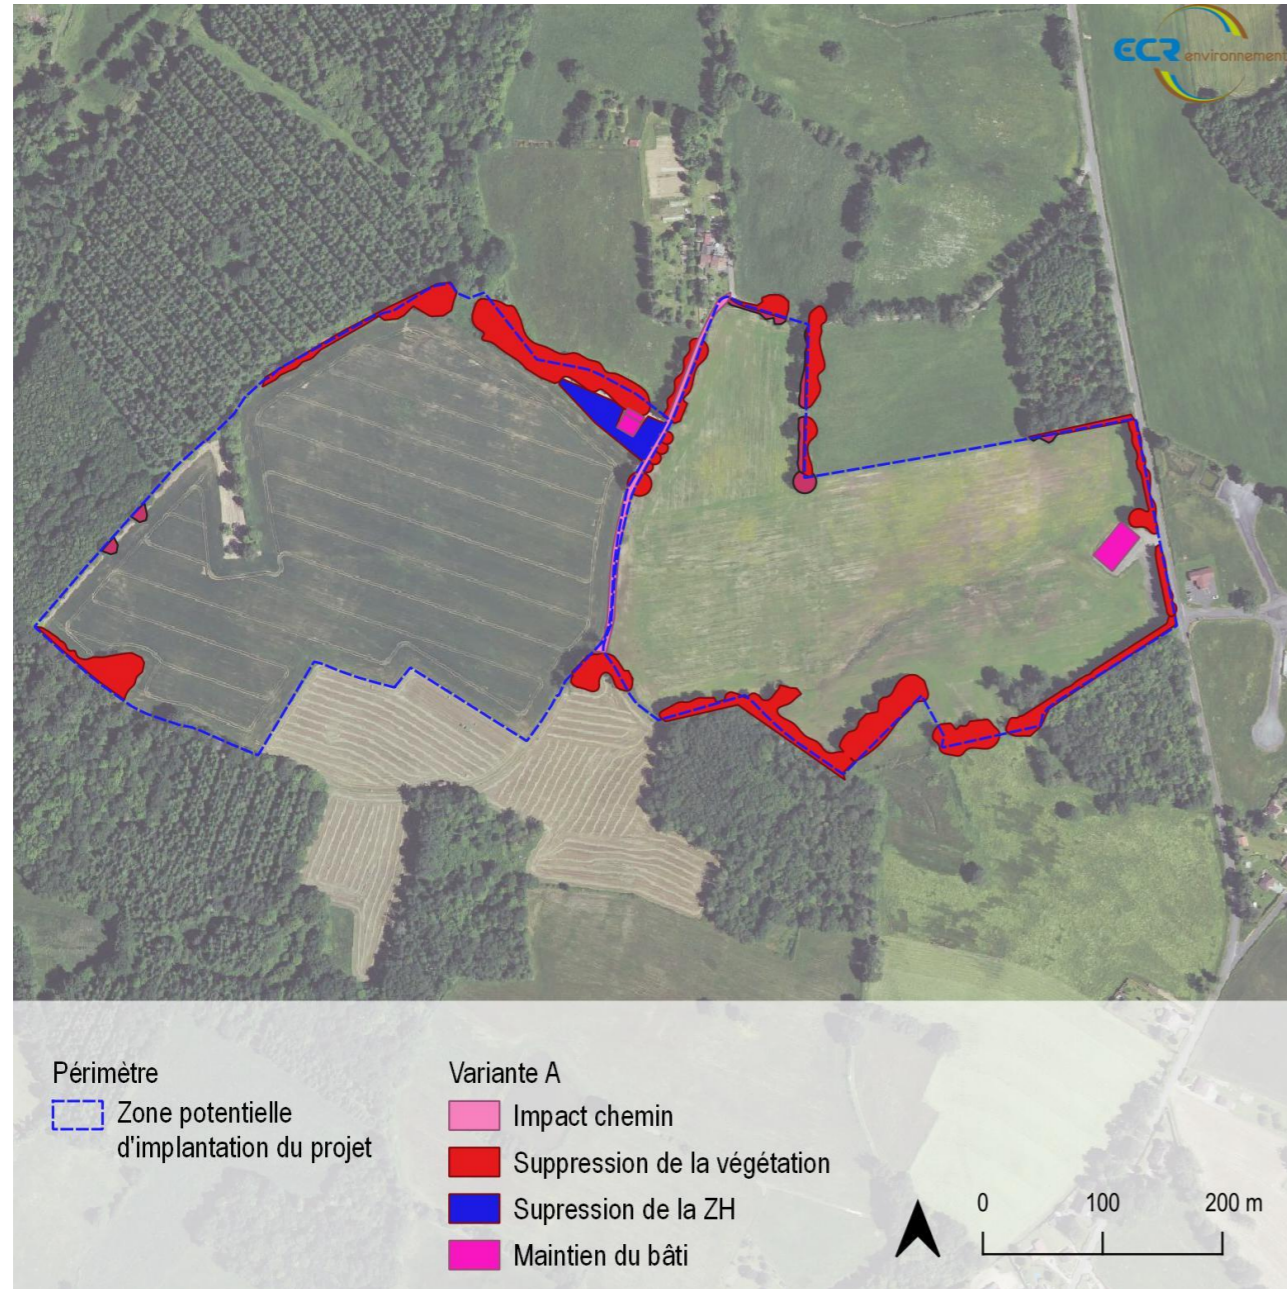 ECR environnement
Périmètre
Zone potentielle
d'implantation du projet
Variante A
Impact chemin
Suppression de la végétation
Supression de la ZH
Maintien du bâti
0 100 200 m